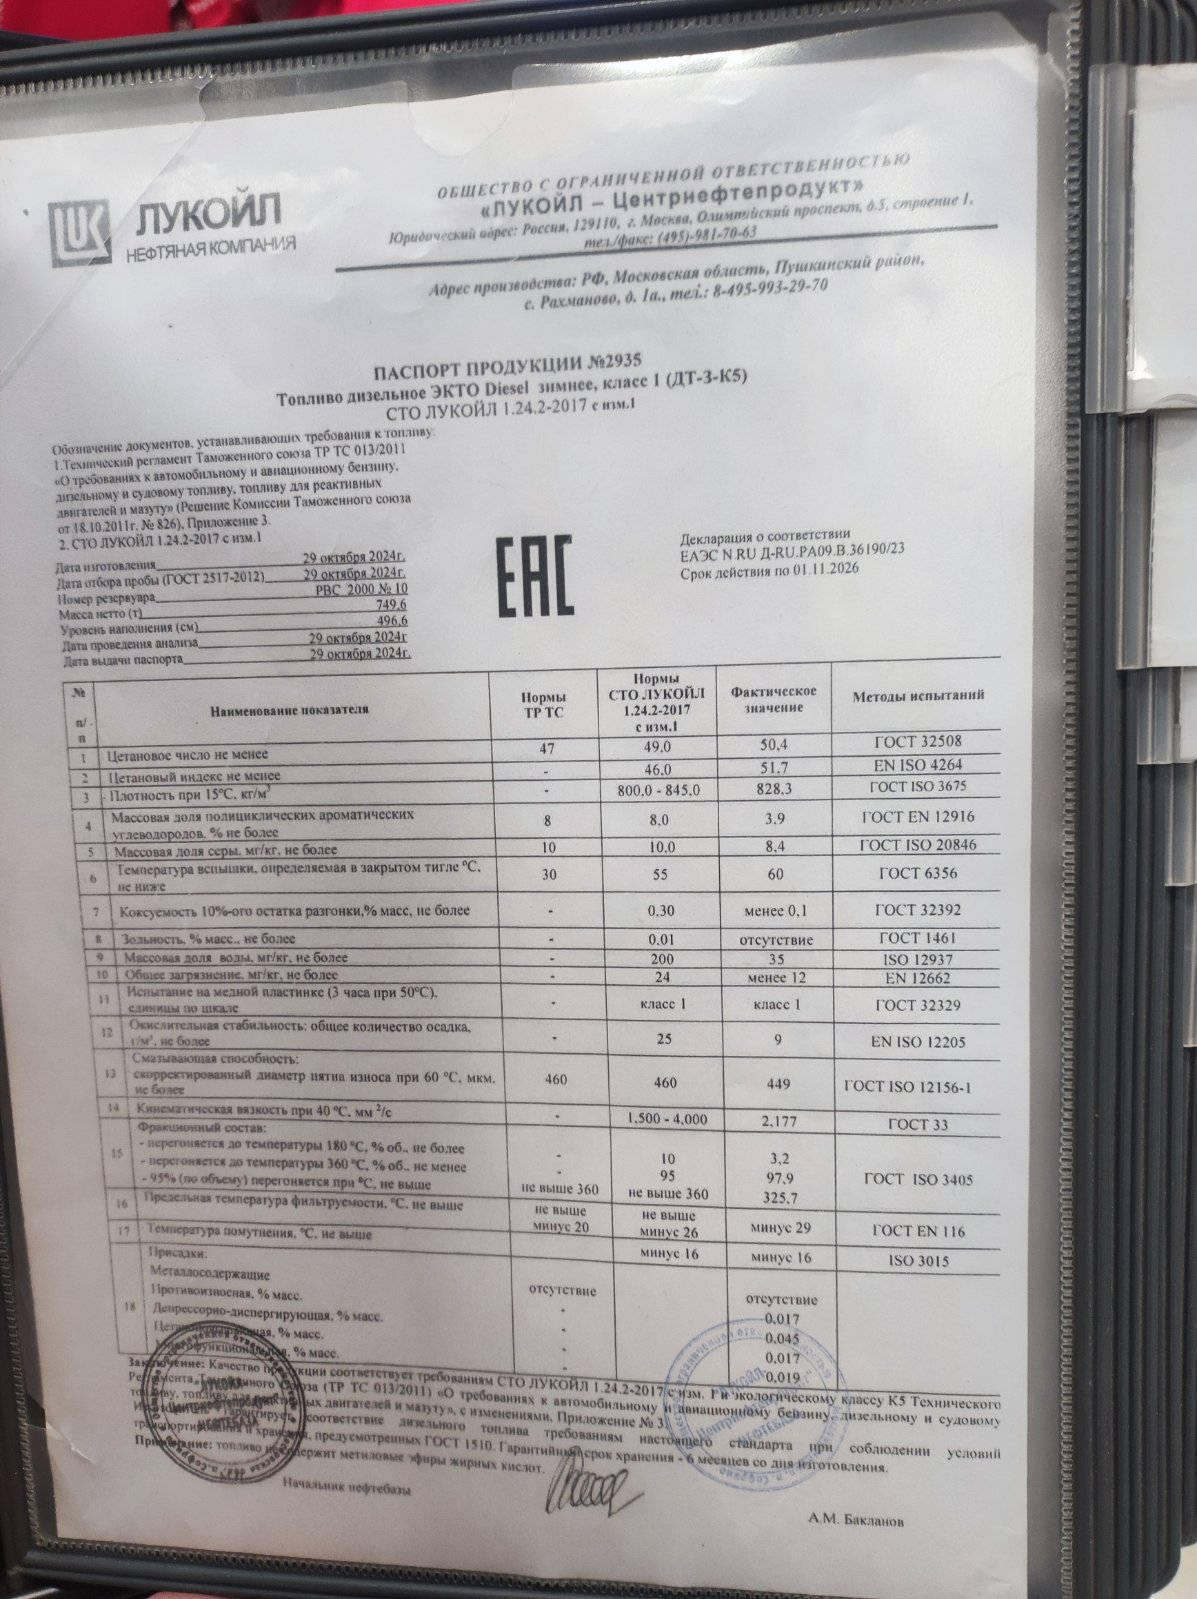 LUK
ЛУКОЙЛ
НЕФТЯНАЯ КОМПАНИЯ
ОБЩЕСТВО С ОГРАНИЧЕННОЙ ОТВЕТСТВЕННОСТЬЮ
«ЛУКОЙЛ – Центрнефтепродукт»
Юридический адрес: Россия, 129110, г. Москва, Олимпийский проспект, д.5, строение 1,
тел./факс: (495)-981-70-63
Адрес производства: РФ, Московская область, Пушкинский район,
с. Рахманово, д. 1а., тел.: 8-495-993-29-70
ПАСПОРТ ПРОДУКЦИИ №2935
Топливо дизельное ЭКТО Diesel зимнее, класс 1 (ДТ-З-К5)
СТО ЛУКОЙЛ 1.24.2-2017 с изм.1
Обозначение документов, устанавливающих требования к топливу:
1.Технический регламент Таможенного союза ТР ТС 013/2011
«О требованиях к автомобильному и авиационному бензину,
дизельному и судовому топливу, топливу для реактивных
двигателей и мазуту» (Решение Комиссии Таможенного союза
от 18.10.2011г. № 826), Приложение 3.
2. СТО ЛУКОЙЛ 1.24.2-2017 с изм.1
Дата изготовления 29 октября 2024г.
Дата отбора пробы (ГОСТ 2517-2012) 29 октября 2024г.
Номер резервуара РВС 2000 № 10
Масса нетто (т) 749,6
Уровень наполнения (см) 496,6
Дата проведения анализа 29 октября 2024г
Дата выдачи паспорта 29 октября 2024г.
EAC
Декларация о соответствии
ЕАЭС N RU Д-RU.РА09.В.36190/23
Срок действия по 01.11.2026
№ п/п Наименование показателя Нормы ТР ТС Нормы СТО ЛУКОЙЛ 1.24.2-2017 с изм.1 Фактическое значение Методы испытаний
1 Цетановое число не менее 47 49,0 50,4 ГОСТ 32508
2 Цетановый индекс не менее - 46,0 51,7 EN ISO 4264
3 Плотность при 15°С, кг/м³ - 800,0 - 845,0 828,3 ГОСТ ISO 3675
4 Массовая доля полициклических ароматических
углеводородов, % не более 8 8,0 3,9 ГОСТ EN 12916
5 Массовая доля серы, мг/кг, не более 10 10,0 8,4 ГОСТ ISO 20846
6 Температура вспышки, определяемая в закрытом тигле °С,
не ниже 30 55 60 ГОСТ 6356
7 Коксуемость 10%-ого остатка разгонки,% масс, не более - 0,30 менее 0,1 ГОСТ 32392
8 Зольность, % масс., не более - 0,01 отсутствие ГОСТ 1461
9 Массовая доля воды, мг/кг, не более - 200 35 ISO 12937
10 Общее загрязнение, мг/кг, не более - 24 менее 12 EN 12662
11 Испытание на медной пластинке (3 часа при 50°С),
единицы по шкале - класс 1 класс 1 ГОСТ 32329
12 Окислительная стабильность: общее количество осадка,
г/м³, не более - 25 9 EN ISO 12205
13 Смазывающая способность:
скорректированный диаметр пятна износа при 60 °С, мкм,
не более 460 460 449 ГОСТ ISO 12156-1
14 Кинематическая вязкость при 40 °С, мм ²/с - 1,500 - 4,000 2,177 ГОСТ 33
15 Фракционный состав:
- перегоняется до температуры 180 °С, % об., не более - 10 3,2
- перегоняется до температуры 360 °С, % об., не менее - 95 97,9 ГОСТ ISO 3405
- 95% (по объему) перегоняется при °С, не выше не выше 360 не выше 360 325,7
16 Предельная температура фильтруемости, °С, не выше не выше минус 20 не выше минус 26 минус 29 ГОСТ EN 116
17 Температура помутнения, °С, не выше минус 16 минус 16 ISO 3015
18 Присадки:
Металлосодержащие отсутствие отсутствие
Противоизносная, % масс. - 0,017
Депрессорно-диспергирующая, % масс. - 0,045
Цетаноповышающая, % масс. - 0,017
Многофункциональная, % масс. - 0,019
Заключение: Качество продукции соответствует требованиям СТО ЛУКОЙЛ 1.24.2-2017 с изм. 1 и экологическому классу К5 Технического
Регламента Таможенного Союза (ТР ТС 013/2011) «О требованиях к автомобильному и авиационному бензину, дизельному и судовому
топливу, топливу для реактивных двигателей и мазуту», с изменениями, Приложение № 3.
Изготовитель гарантирует соответствие дизельного топлива требованиям настоящего стандарта при соблюдении условий
транспортирования и хранения, предусмотренных ГОСТ 1510. Гарантийный срок хранения - 6 месяцев со дня изготовления.
Примечание: топливо не содержит метиловые эфиры жирных кислот.
Начальник нефтебазы
А.М. Бакланов